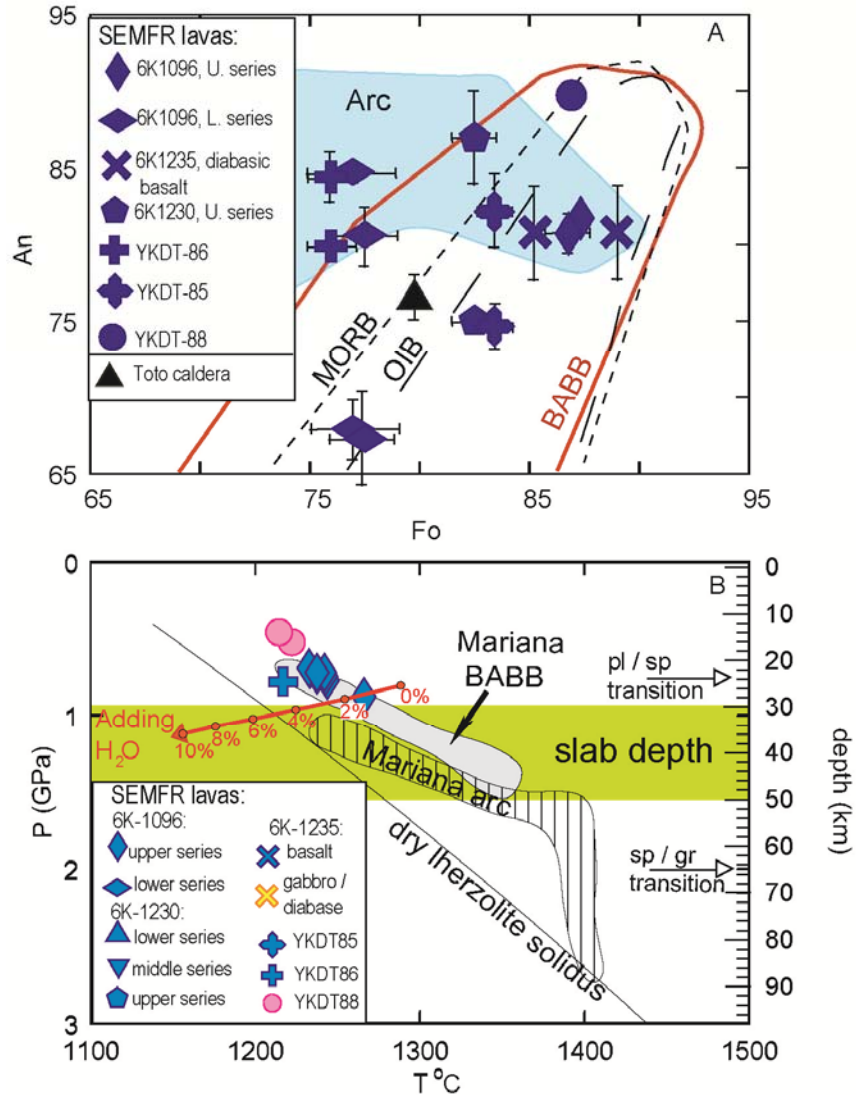 95
A
SEMFR lavas:
6K1096, U. series
6K1096, L. series
6K1235, diabasic
basalt
6K1230, U. series
YKDT-86
YKDT-85
YKDT-88
Toto caldera
Arc
85
An
75
MORB
OIB
BABB
65
65
75
85
95
Fo
0
B
0
10
20
30
40
50
60
70
80
90
Mariana
BABB
pl / sp
transition
0%
2%
4%
6%
8%
10%
Adding
H₂O
1
slab depth
Mariana arc
P (GPa)
depth (km)
SEMFR lavas:
6K-1096:
upper series
lower series
6K-1230:
lower series
middle series
upper series
6K-1235:
basalt
gabbro /
diabase
YKDT85
YKDT86
YKDT88
dry lherzolite solidus
sp / gr
transition
2
3
1100
1200
1300
1400
1500
T°C